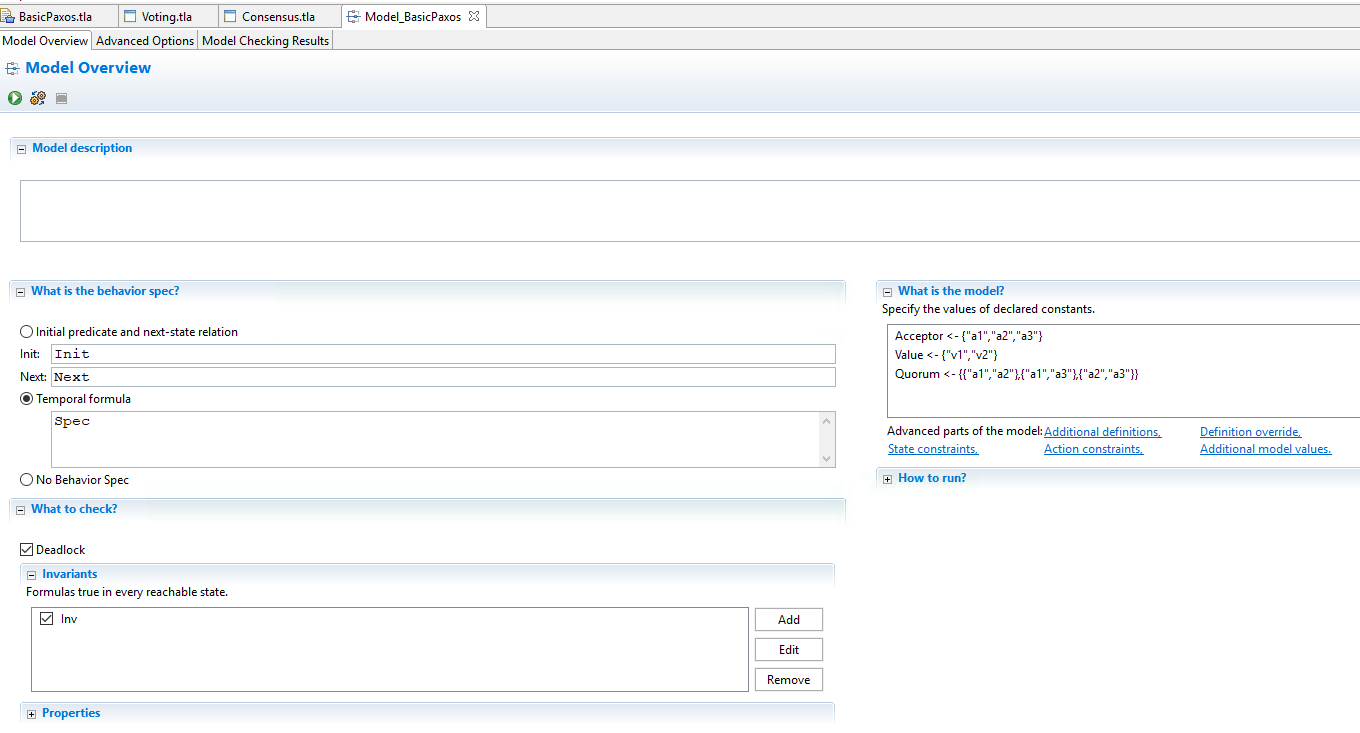 BasicPaxos.tla Voting.tla Consensus.tla Model_BasicPaxos
Model Overview Advanced Options Model Checking Results
Model Overview
Model description
What is the behavior spec?
Initial predicate and next-state relation
Init: Init
Next: Next
Temporal formula
Spec
No Behavior Spec
What to check?
Deadlock
Invariants
Formulas true in every reachable state.
Inv
Add
Edit
Remove
Properties
What is the model?
Specify the values of declared constants.
Acceptor <- {"a1","a2","a3"}
Value <- {"v1","v2"}
Quorum <- {{"a1","a2"},{"a1","a3"},{"a2","a3"}}
Advanced parts of the model: Additional definitions, Definition override,
State constraints, Action constraints, Additional model values.
How to run?